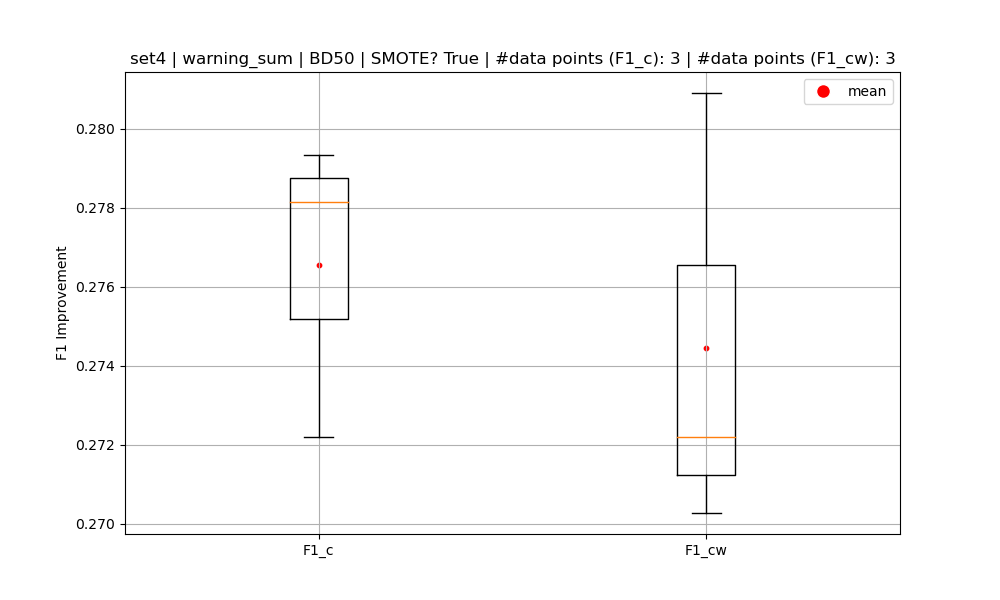 set4 | warning_sum | BD50 | SMOTE? True | #data points (F1_c): 3 | #data points (F1_cw): 3
mean
0.280
0.278
0.276
0.274
0.272
0.270
F1 Improvement
F1_c
F1_cw